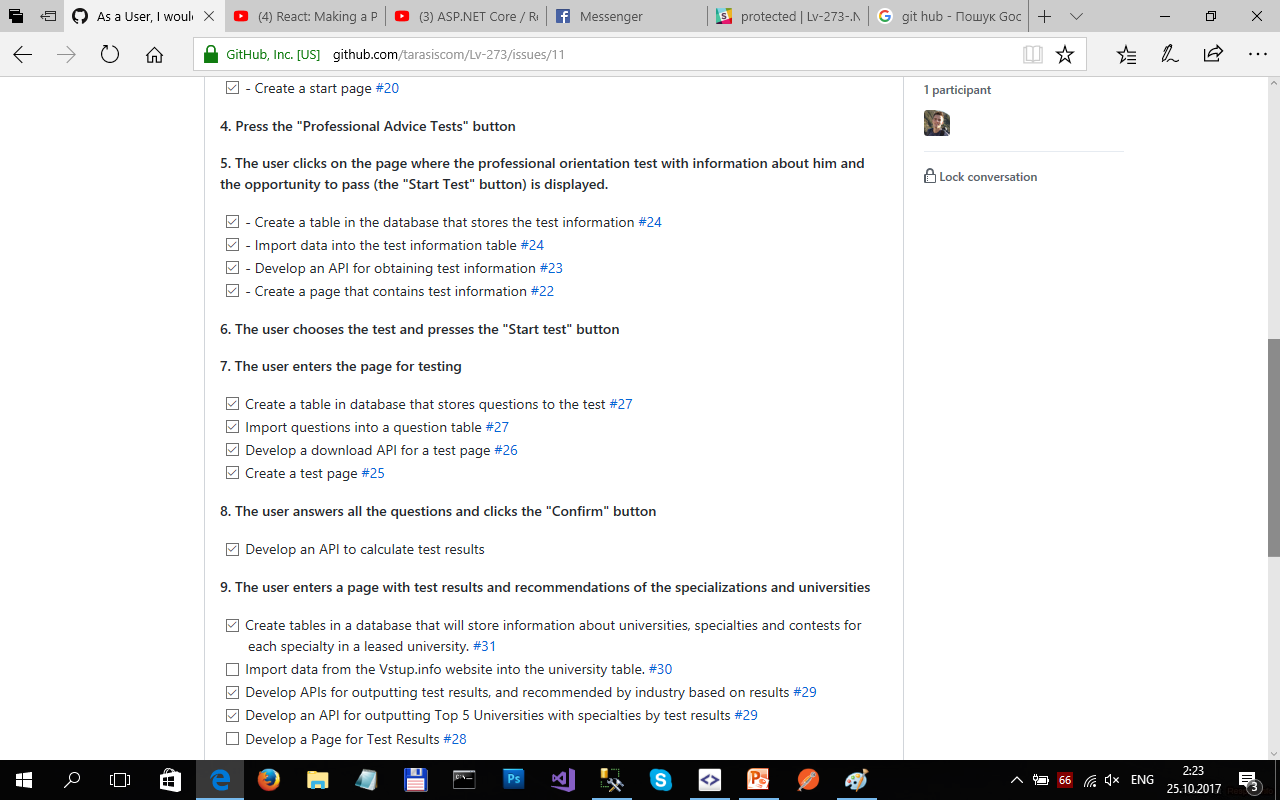 As a User, I woul
(4) React: Making a P
(3) ASP.NET Core / R
Messenger
protected | Lv-273-.N
git hub - Пошук Goo
GitHub, Inc. [US] github.com/tarasiscom/Lv-273/issues/11
- Create a start page #20
4. Press the "Professional Advice Tests" button
5. The user clicks on the page where the professional orientation test with information about him and
the opportunity to pass (the "Start Test" button) is displayed.
- Create a table in the database that stores the test information #24
- Import data into the test information table #24
- Develop an API for obtaining test information #23
- Create a page that contains test information #22
6. The user chooses the test and presses the "Start test" button
7. The user enters the page for testing
Create a table in database that stores questions to the test #27
Import questions into a question table #27
Develop a download API for a test page #26
Create a test page #25
8. The user answers all the questions and clicks the "Confirm" button
Develop an API to calculate test results
9. The user enters a page with test results and recommendations of the specializations and universities
Create tables in a database that will store information about universities, specialties and contests for
each specialty in a leased university. #31
Import data from the Vstup.info website into the university table. #30
Develop APIs for outputting test results, and recommended by industry based on results #29
Develop an API for outputting Top 5 Universities with specialties by test results #29
Develop a Page for Test Results #28
1 participant
Lock conversation
Ps
66
ENG
2:23
25.10.2017
3